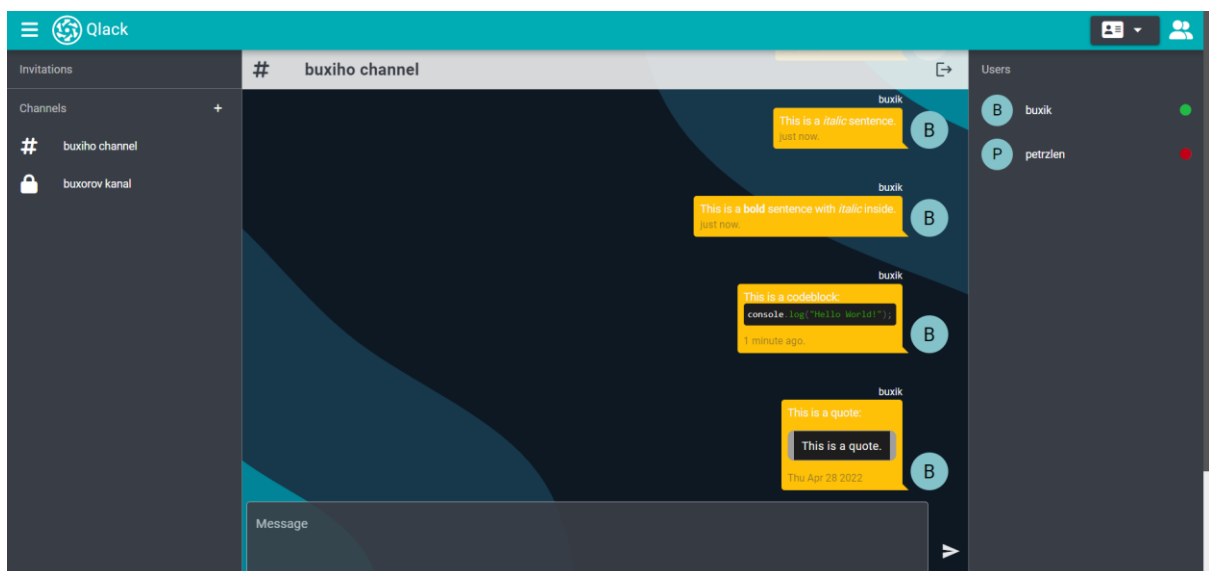 Qlack
Invitations
Channels
+
buxiho channel
buxorov kanal
# buxiho channel
buxik
This is a italic sentence.
just now.
B
buxik
This is a bold sentence with italic inside.
just now.
B
buxik
This is a codeblock:
console.log("Hello World!");
1 minute ago.
B
buxik
This is a quote:
This is a quote.
Thu Apr 28 2022
B
Message
Users
B buxik
P petrzlen